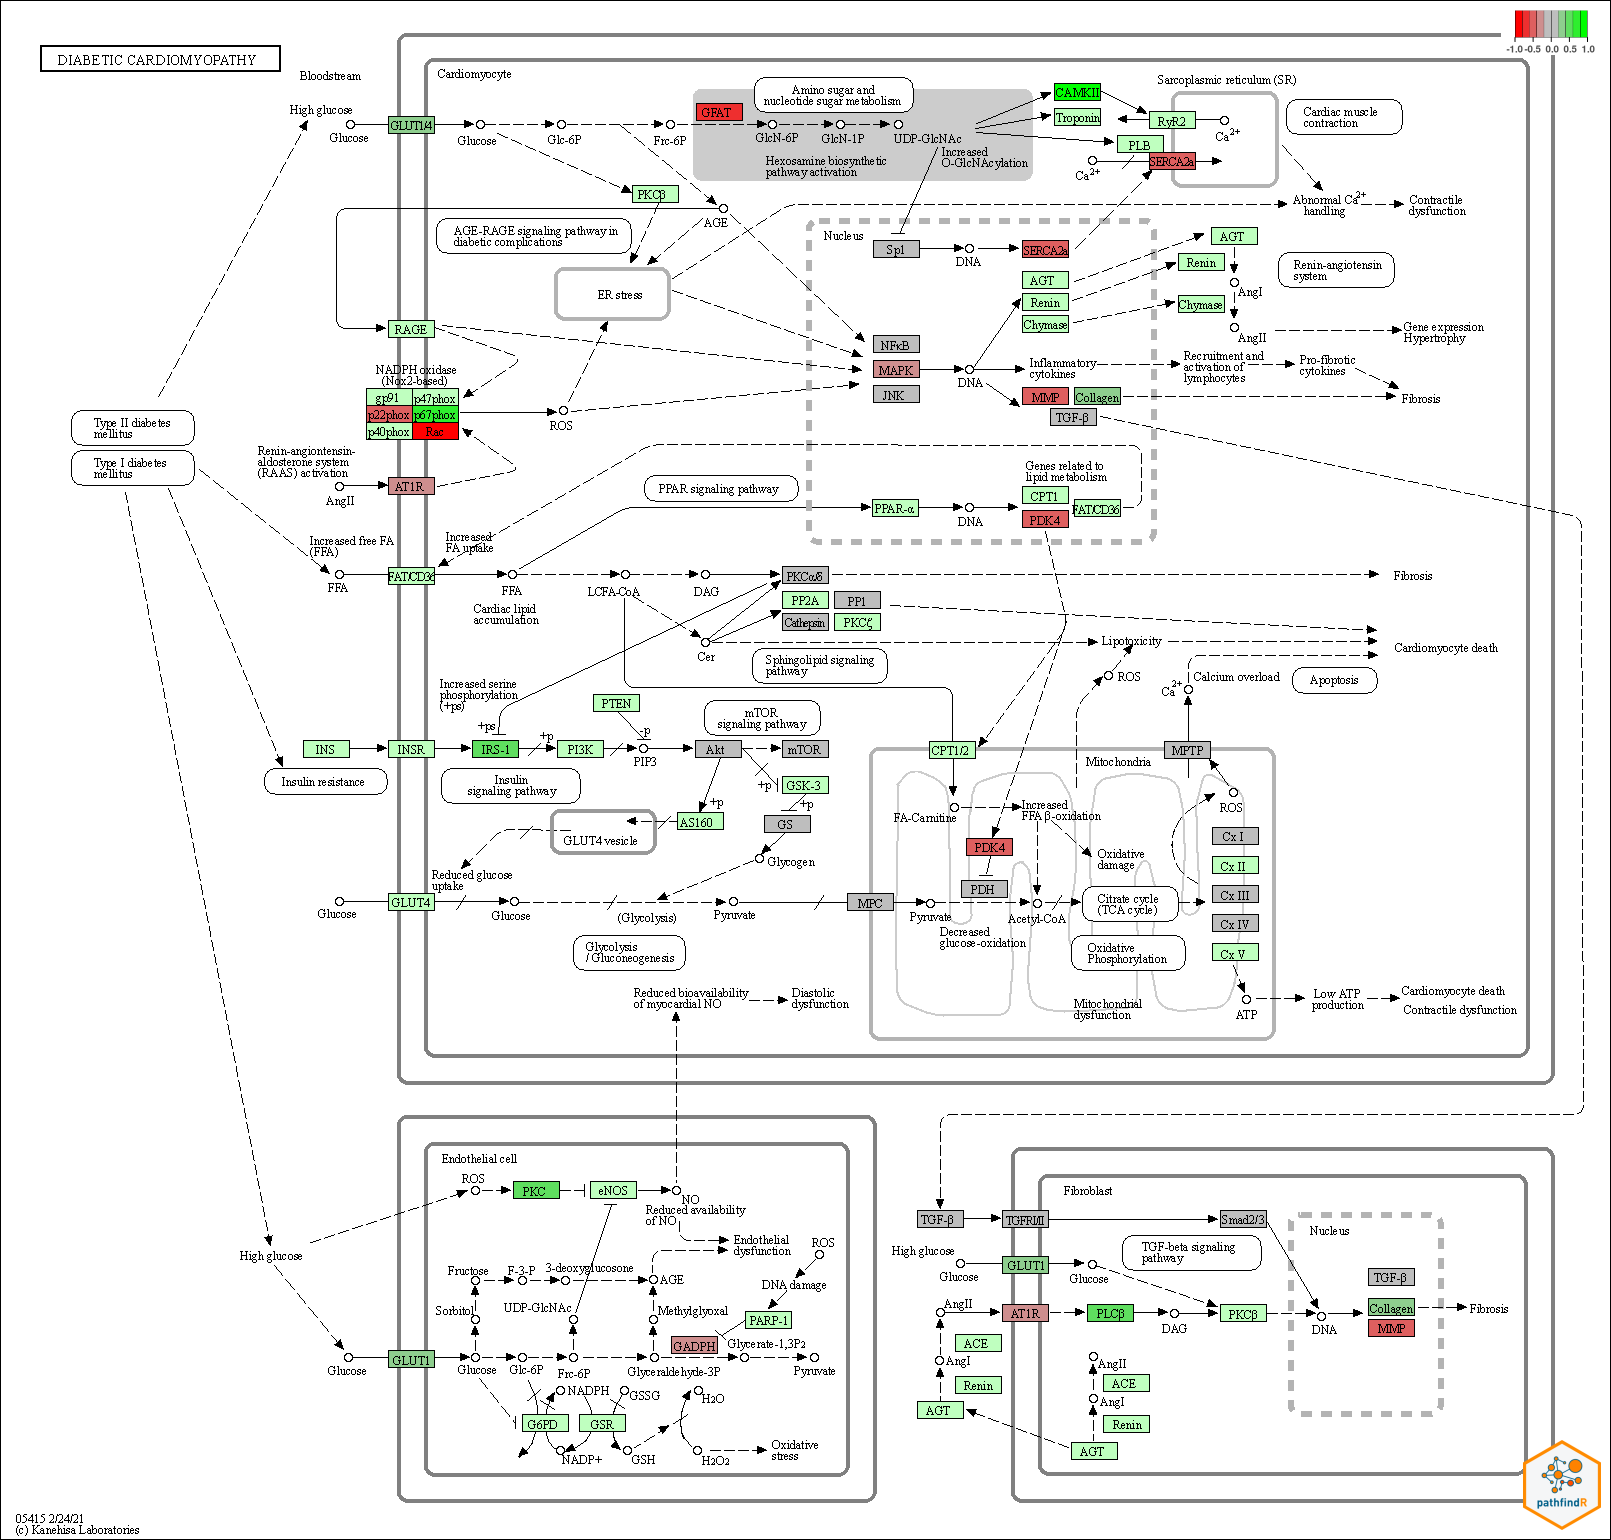 DIABETIC CARDIOMYOPATHY
-1.0 -0.5 0.0 0.5 1.0
Bloodstream
Cardiomyocyte
High glucose
Glucose
GLUT1/4
Glucose
Glc-6P
Frc-6P
GFAT
Amino sugar and
nucleotide sugar metabolism
GlcN-6P
GlcN-1P
UDP-GlcNAc
Hexosamine biosynthetic
pathway activation
Increased
O-GlcNAcylation
CAMKII
Troponin
PLB
RyR2
SERCA2a
Ca2+
Ca2+
Sarcoplasmic reticulum (SR)
Cardiac muscle
contraction
Abnormal Ca2+
handling
Contractile
dysfunction
PKCβ
AGE
AGE-RAGE signaling pathway in
diabetic complications
ER stress
RAGE
NADPH oxidase
(Nox2-based)
gp91
p47phox
p22phox
p67phox
p40phox
Rac
ROS
Renin-angiontensin-
aldosterone system
(RAAS) activation
AngII
AT1R
Nucleus
Sp1
DNA
SERCA2a
AGT
Renin
Chymase
NFκB
MAPK
JNK
DNA
Inflammatory
cytokines
MMP
Collagen
TGF-β
AGT
Renin
Chymase
AngI
AngII
Renin-angiotensin
system
Gene expression
Hypertrophy
Recruitment and
activation of
lymphocytes
Pro-fibrotic
cytokines
Fibrosis
Type II diabetes
mellitus
Type I diabetes
mellitus
PPAR signaling pathway
PPAR-α
DNA
Genes related to
lipid metabolism
CPT1
FAT/CD36
PDK4
Increased free FA
(FFA)
FFA
Increased
FA uptake
FAT/CD36
FFA
Cardiac lipid
accumulation
LCFA-CoA
DAG
PKCα/δ
PP2A
PP1
Cathepsin
PKCζ
Fibrosis
Cer
Sphingolipid signaling
pathway
Lipotoxicity
ROS
Ca2+
Calcium overload
Cardiomyocyte death
Apoptosis
Increased serine
phosphorylation
(+ps)
+ps
INS
INSR
IRS-1
+p
PI3K
PTEN
-p
PIP3
mTOR
signaling pathway
Akt
mTOR
Insulin resistance
Insulin
signaling pathway
+p
GSK-3
+p
+p
AS160
GS
GLUT4 vesicle
Glycogen
Reduced glucose
uptake
Glucose
GLUT4
Glucose
(Glycolysis)
Pyruvate
MPC
Glycolysis
/ Gluconeogenesis
CPT1/2
Mitochondria
MPTP
FA-Carnitine
Increased
FFA β-oxidation
ROS
PDK4
PDH
Oxidative
damage
Pyruvate
Acetyl-CoA
Citrate cycle
(TCA cycle)
Decreased
glucose-oxidation
Oxidative
Phosphorylation
Cx I
Cx II
Cx III
Cx IV
Cx V
Mitochondrial
dysfunction
ATP
Low ATP
production
Cardiomyocyte death
Contractile dysfunction
Reduced bioavailability
of myocardial NO
Diastolic
dysfunction
Endothelial cell
ROS
PKC
eNOS
NO
Reduced availability
of NO
Endothelial
dysfunction
High glucose
Fructose
F-3-P
3-deoxyglucosone
AGE
ROS
DNA damage
Sorbitol
UDP-GlcNAc
Methylglyoxal
PARP-1
GADPH
Glycerate-1,3P2
Glucose
GLUT1
Glucose
Glc-6P
Frc-6P
Glyceraldehyde-3P
Pyruvate
NADPH
GSSG
H2O
G6PD
GSR
NADP+
GSH
H2O2
Oxidative
stress
Fibroblast
TGF-β
TGFRI/II
Smad2/3
Nucleus
High glucose
Glucose
GLUT1
Glucose
TGF-beta signaling
pathway
TGF-β
AngII
AT1R
PLCβ
DAG
PKCβ
DNA
Collagen
MMP
Fibrosis
ACE
AngI
Renin
AGT
AngII
ACE
AngI
Renin
AGT
pathfindR
05415 2/24/21
(c) Kanehisa Laboratories